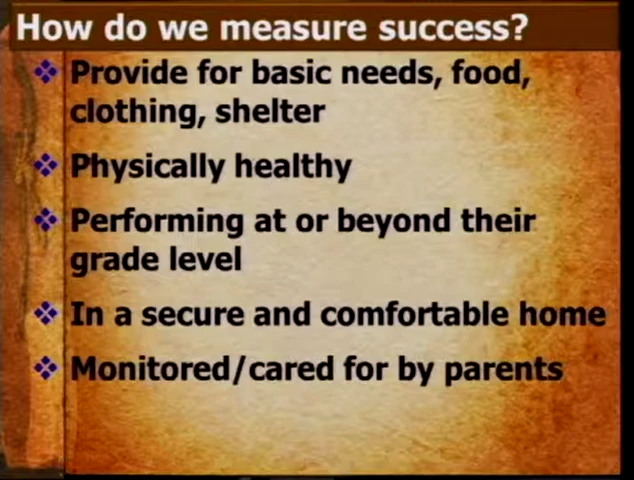 How do we measure success?
Provide for basic needs, food,
clothing, shelter
Physically healthy
Performing at or beyond their
grade level
In a secure and comfortable home
Monitored/cared for by parents